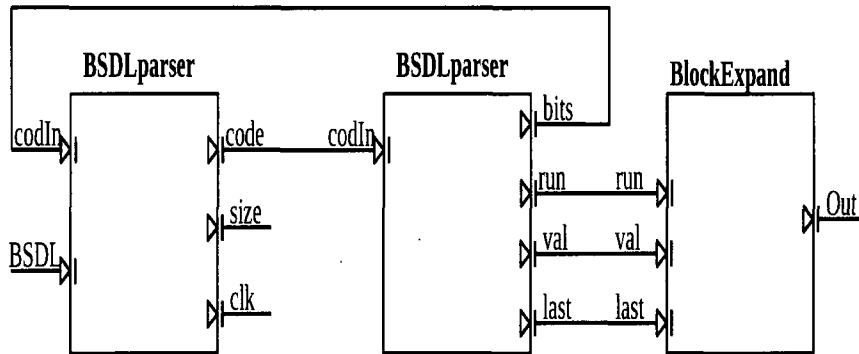 BSDLparser
BSDLparser
BlockExpand
bits
codIn
code
codIn
run
run
size
Out
BSDL
val
val
clk
last
last